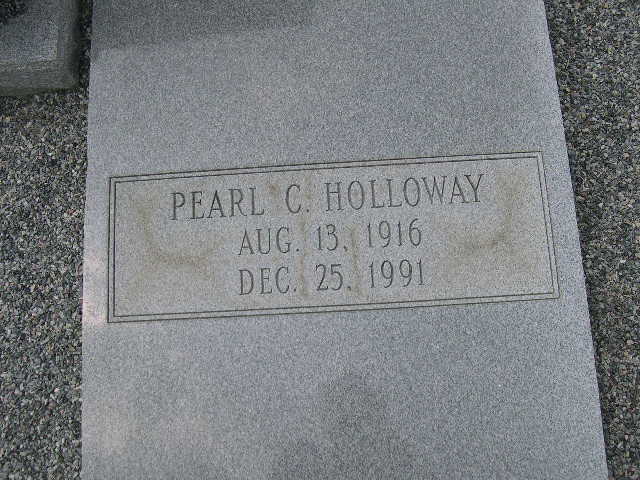 PEARL C. HOLLOWAY
AUG. 13, 1916
DEC. 25, 1991